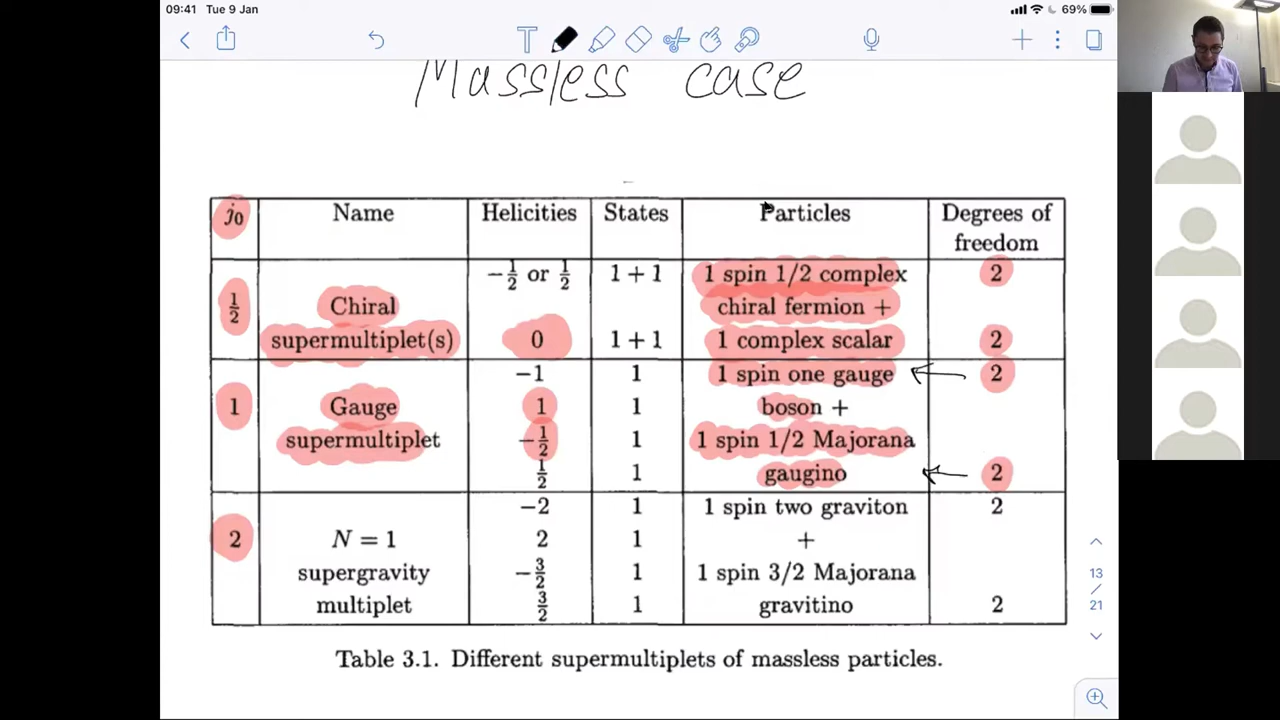 09:41 Tue 9 Jan
69%
Massless case
j0 Name Helicities States Particles Degrees of
freedom
−1/2 or 1/2 1 + 1 1 spin 1/2 complex 2
1/2 Chiral chiral fermion +
supermultiplet(s) 0 1 + 1 1 complex scalar 2
−1 1 1 spin one gauge 2
1 Gauge 1 1 boson +
supermultiplet −1/2 1 1 spin 1/2 Majorana
1/2 1 gaugino 2
−2 1 1 spin two graviton 2
2 N = 1 2 1 +
supergravity −3/2 1 1 spin 3/2 Majorana
multiplet 3/2 1 gravitino 2
Table 3.1. Different supermultiplets of massless particles.
13
/
21